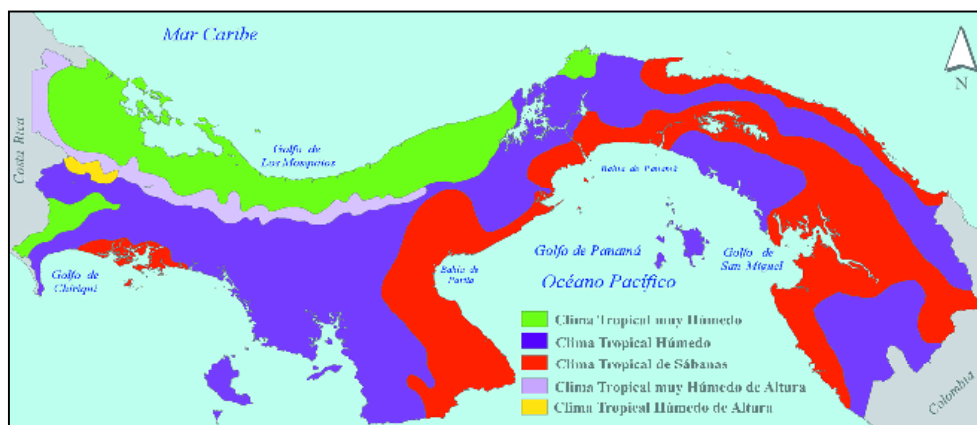 Mar Caribe
N
Costa Rica
Golfo de
Los Mosquitos
Bahía de Panamá
Golfo de
Chiriquí
Bahía de
Parita
Golfo de Panamá
Océano Pacífico
Golfo de
San Miguel
Colombia
Clima Tropical muy Húmedo
Clima Tropical Húmedo
Clima Tropical de Sábanas
Clima Tropical muy Húmedo de Altura
Clima Tropical Húmedo de Altura